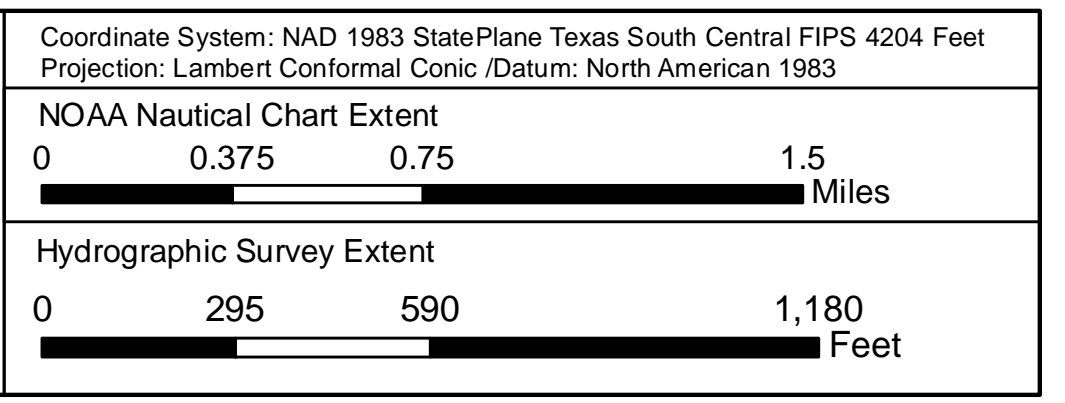 Coordinate System: NAD 1983 StatePlane Texas South Central FIPS 4204 Feet
Projection: Lambert Conformal Conic /Datum: North American 1983
NOAA Nautical Chart Extent
0 0.375 0.75 1.5
Miles
Hydrographic Survey Extent
0 295 590 1,180
Feet